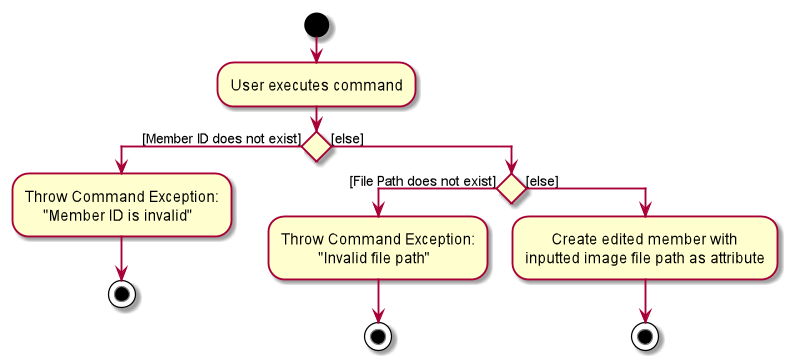 User executes command
[Member ID does not exist]
[else]
Throw Command Exception:
"Member ID is invalid"
[File Path does not exist]
[else]
Throw Command Exception:
"Invalid file path"
Create edited member with
inputted image file path as attribute